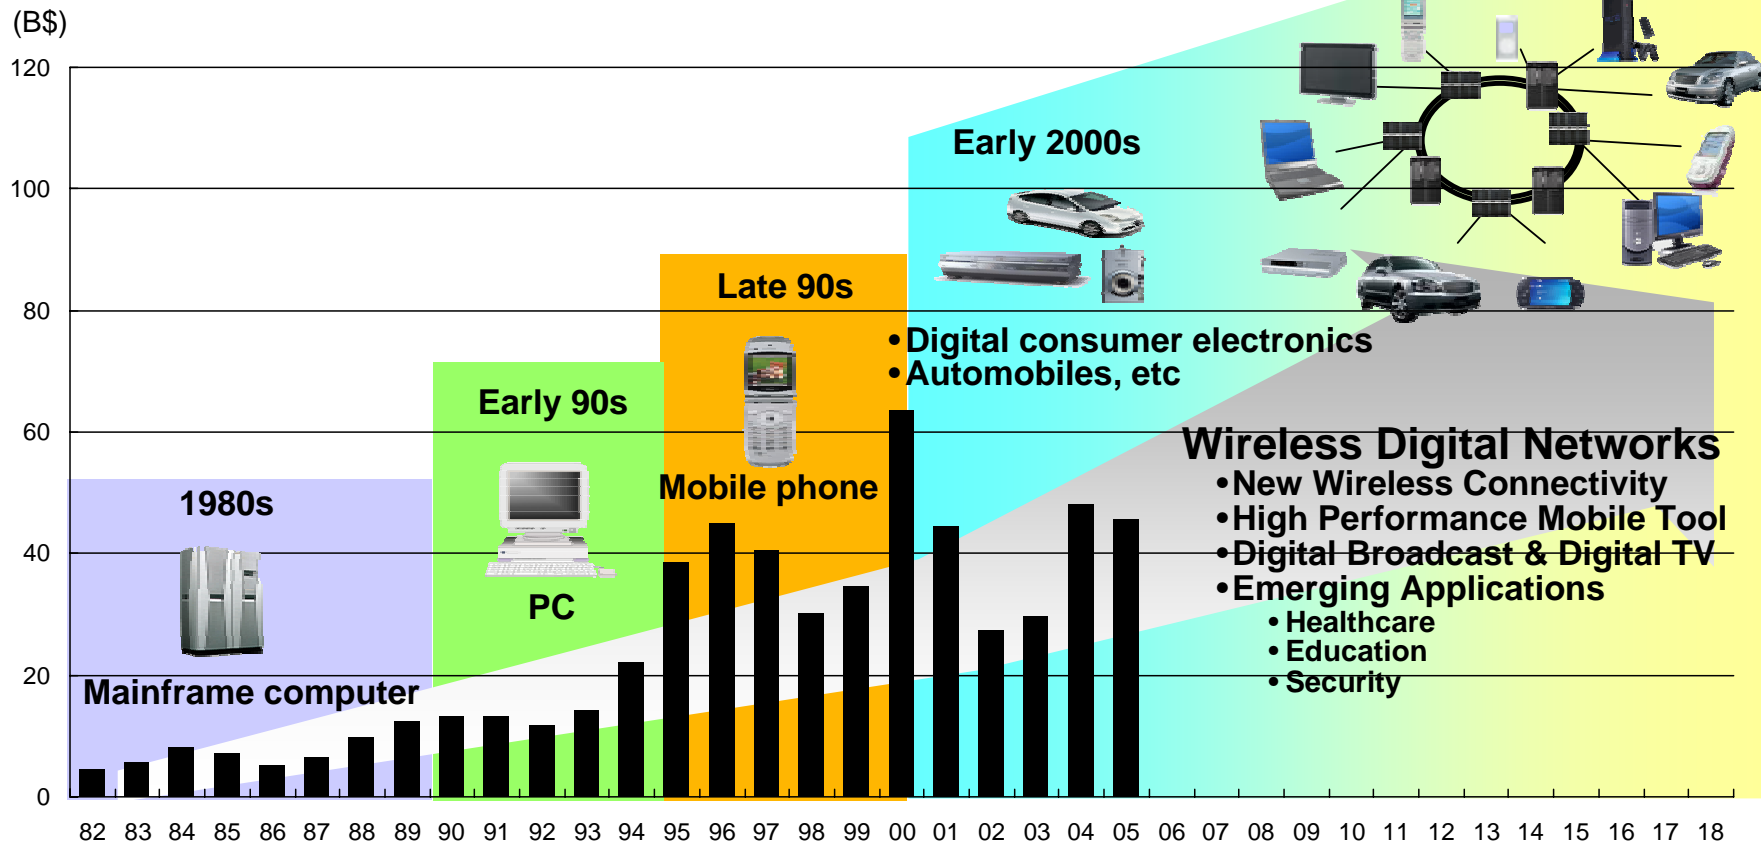 (B$)
120
100
80
60
40
20
0
1980s
Mainframe computer
Early 90s
PC
Late 90s
Mobile phone
Early 2000s
•Digital consumer electronics
•Automobiles, etc
Wireless Digital Networks
•New Wireless Connectivity
•High Performance Mobile Tool
•Digital Broadcast & Digital TV
•Emerging Applications
• Healthcare
• Education
• Security
82 83 84 85 86 87 88 89 90 91 92 93 94 95 96 97 98 99 00 01 02 03 04 05 06 07 08 09 10 11 12 13 14 15 16 17 18